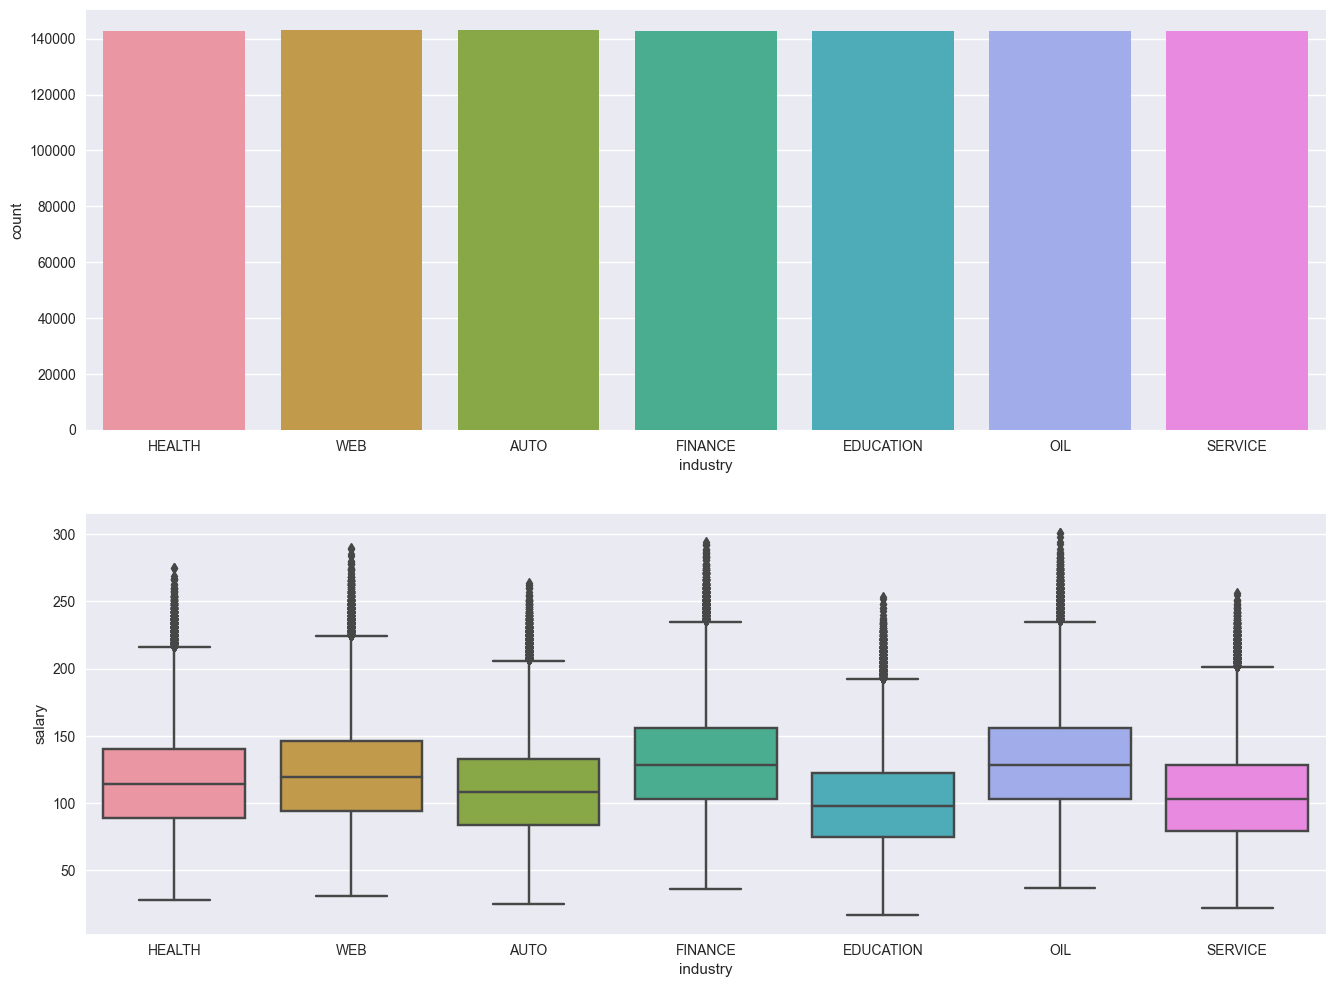 140000
120000
100000
80000
60000
40000
20000
0
count
HEALTH WEB AUTO FINANCE EDUCATION OIL SERVICE
industry
300
250
200
150
100
50
salary
HEALTH WEB AUTO FINANCE EDUCATION OIL SERVICE
industry